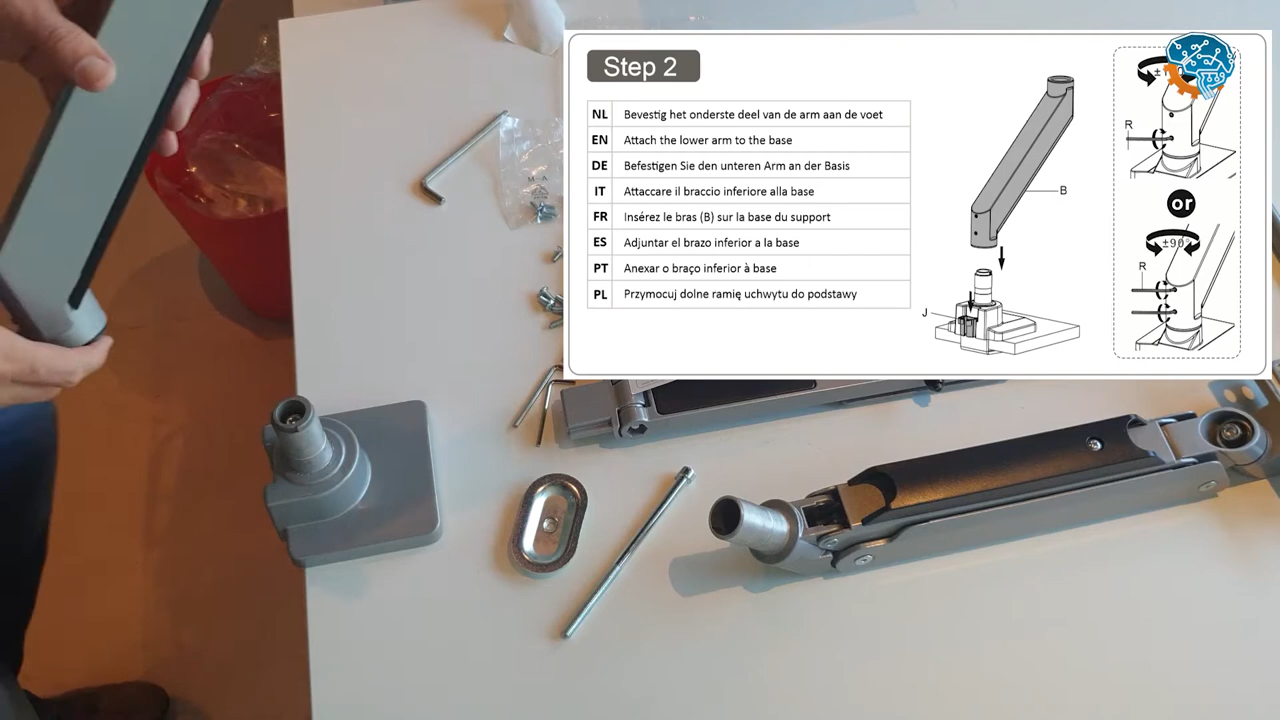 Step 2
NL Bevestig het onderste deel van de arm aan de voet
EN Attach the lower arm to the base
DE Befestigen Sie den unteren Arm an der Basis
IT Attaccare il braccio inferiore alla base
FR Insérez le bras (B) sur la base du support
ES Adjuntar el brazo inferior a la base
PT Anexar o braço inferior à base
PL Przymocuj dolne ramię uchwytu do podstawy
B
J
R
or
±90°
R